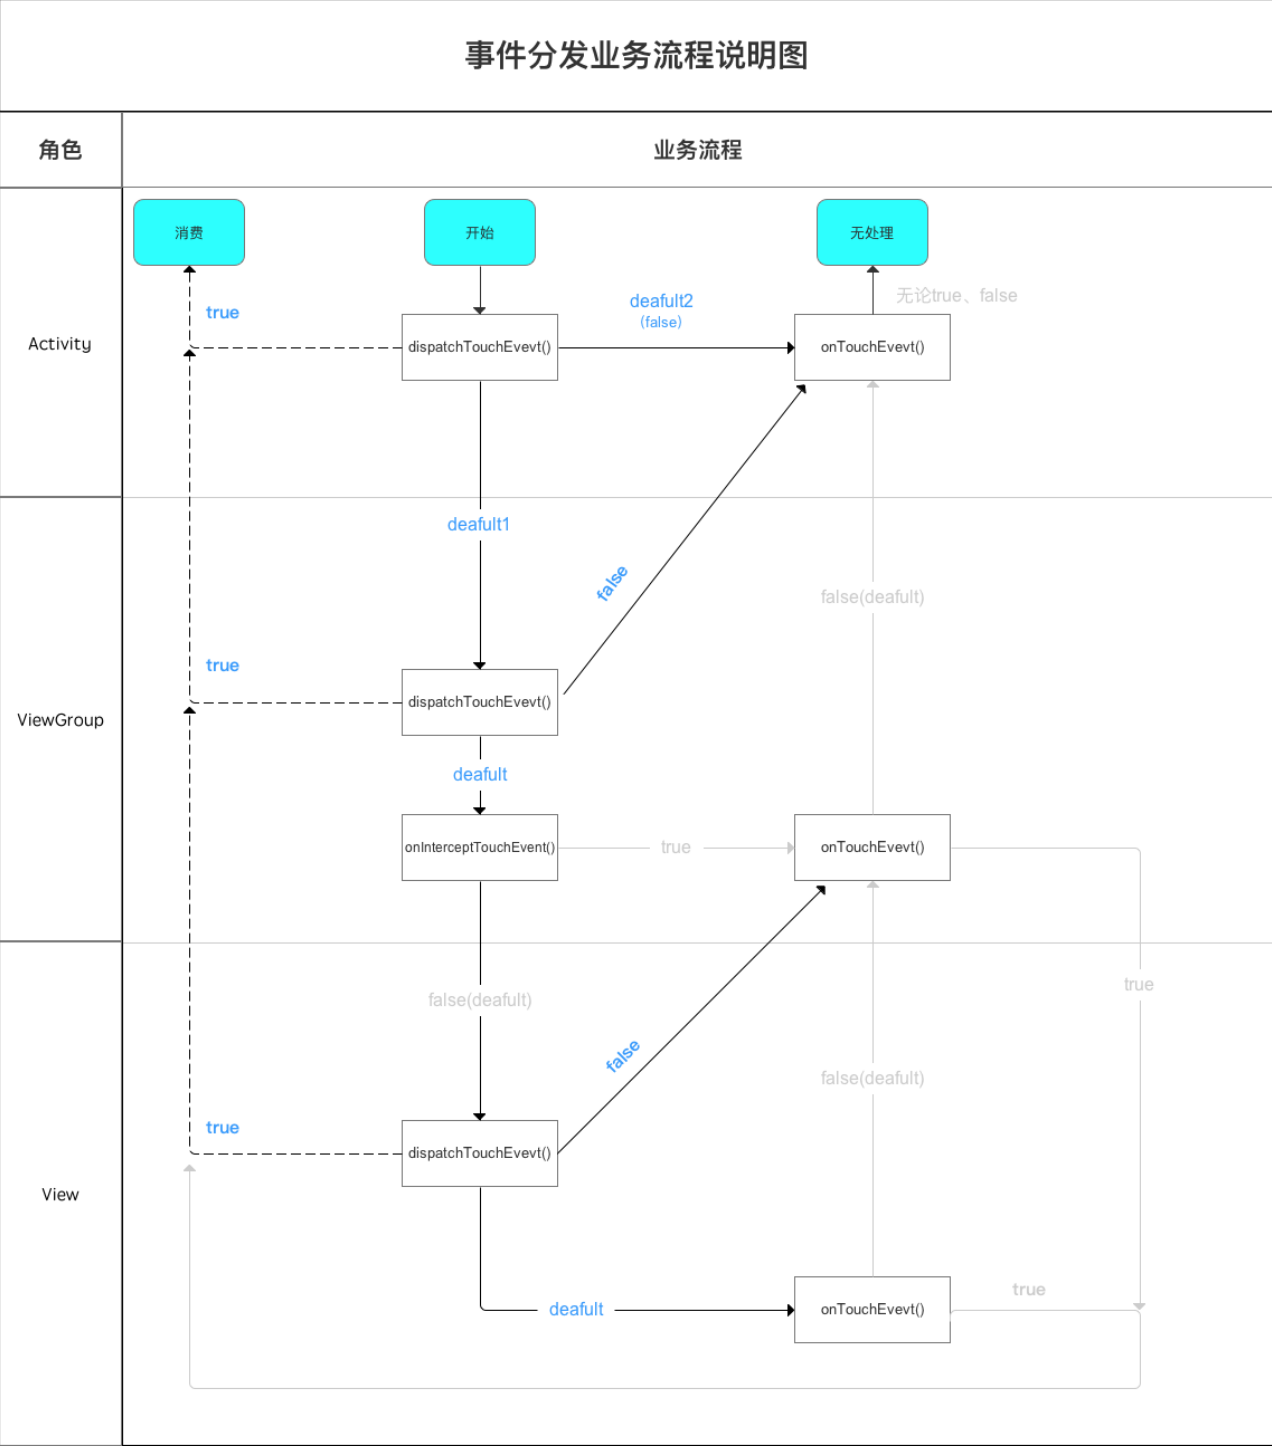 事件分发业务流程说明图
角色
业务流程
消费
开始
无处理
true
deafult2
(false)
无论true、false
Activity
dispatchTouchEvevt()
onTouchEvevt()
deafult1
false
false(deafult)
true
ViewGroup
dispatchTouchEvevt()
deafult
onInterceptTouchEvent()
true
onTouchEvevt()
false(deafult)
true
false
false(deafult)
true
View
dispatchTouchEvevt()
deafult
onTouchEvevt()
true